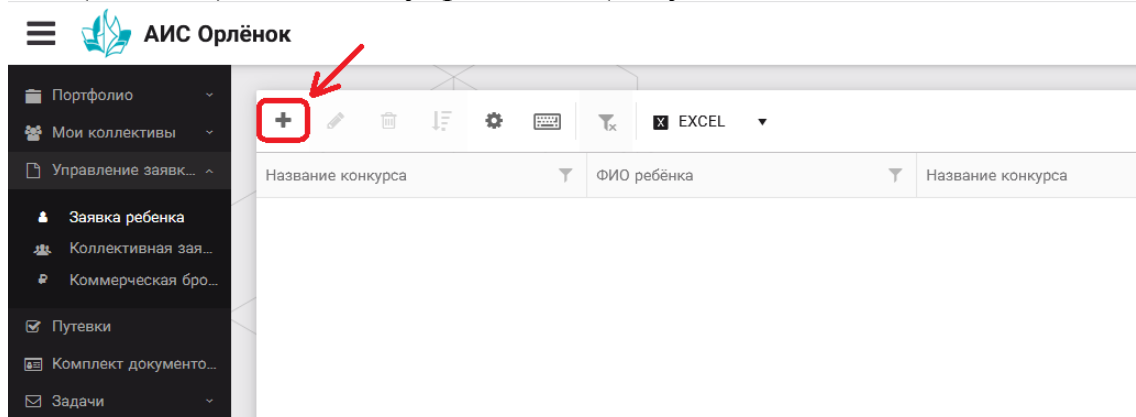 АИС Орлёнок
Портфолио
Мои коллективы
Управление заявк...
Заявка ребенка
Коллективная зая...
Коммерческая бро...
Путевки
Комплект документо...
Задачи
X EXCEL
Название конкурса ФИО ребёнка Название конкурса